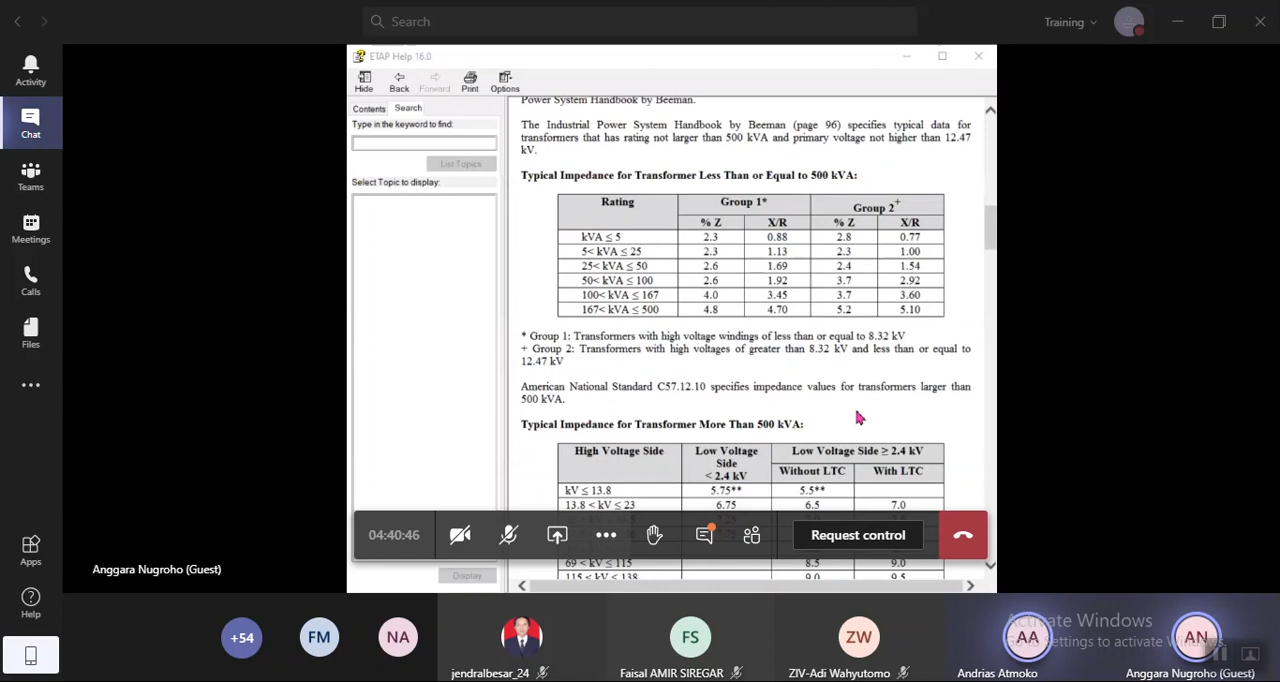 Search
Training
Activity
Chat
Teams
Meetings
Calls
Files
Apps
Help
ETAP Help 16.0
Hide Back Forward Print Options
Contents Search
Type in the keyword to find:
List Topics
Select Topic to display:
Display
Power System Handbook by Beeman.
The Industrial Power System Handbook by Beeman (page 96) specifies typical data for
transformers that has rating not larger than 500 kVA and primary voltage not higher than 12.47
kV.
Typical Impedance for Transformer Less Than or Equal to 500 kVA:
Rating Group 1* Group 2+
% Z X/R % Z X/R
kVA ≤ 5 2.3 0.88 2.8 0.77
5< kVA ≤ 25 2.3 1.13 2.3 1.00
25< kVA ≤ 50 2.6 1.69 2.4 1.54
50< kVA ≤ 100 2.6 1.92 3.7 2.92
100< kVA ≤ 167 4.0 3.45 3.7 3.60
167< kVA ≤ 500 4.8 4.70 5.2 5.10
* Group 1: Transformers with high voltage windings of less than or equal to 8.32 kV
+ Group 2: Transformers with high voltages of greater than 8.32 kV and less than or equal to
12.47 kV
American National Standard C57.12.10 specifies impedance values for transformers larger than
500 kVA.
Typical Impedance for Transformer More Than 500 kVA:
High Voltage Side Low Voltage Low Voltage Side ≥ 2.4 kV
Side
< 2.4 kV Without LTC With LTC
kV ≤ 13.8 5.75** 5.5**
13.8 < kV ≤ 23 6.75 6.5 7.0
04:40:46
Request control
69 < kV ≤ 115 8.5 9.0
115 < kV ≤ 138 9.0 9.5
Anggara Nugroho (Guest)
Activate Windows
Go to Settings to activate Windows.
+54
FM
NA
FS
ZW
AA
AN
jendralbesar_24
Faisal AMIR SIREGAR
ZIV-Adi Wahyutomo
Andrias Atmoko
Anggara Nugroho (Guest)